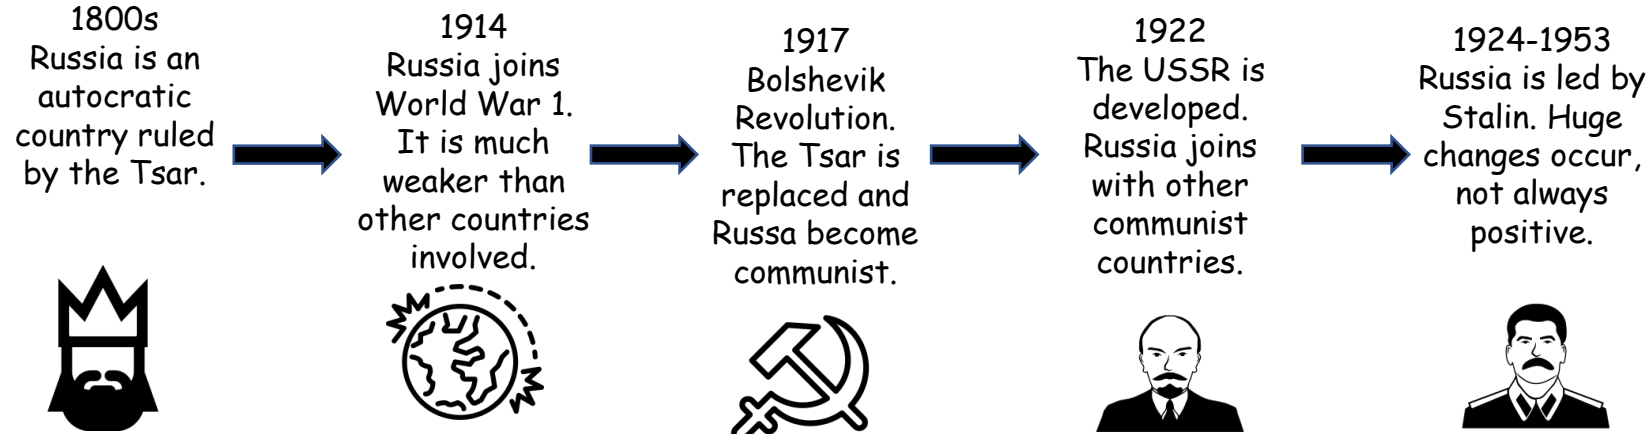 1800s
Russia is an
autocratic
country ruled
by the Tsar.
1914
Russia joins
World War 1.
It is much
weaker than
other countries
involved.
1917
Bolshevik
Revolution.
The Tsar is
replaced and
Russa become
communist.
1922
The USSR is
developed.
Russia joins
with other
communist
countries.
1924-1953
Russia is led by
Stalin. Huge
changes occur,
not always
positive.